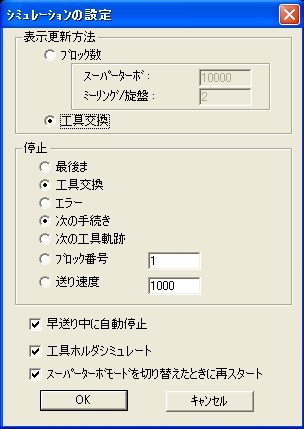 シミュレーションの設定
表示更新方法
ﾌﾞﾛｯｸ数
ｽｰﾊﾟｰﾀｰﾎﾞ:
10000
ﾐｰﾘﾝｸﾞ/旋盤:
2
工具交換
停止
最後ま
工具交換
ｴﾗｰ
次の手続き
次の工具軌跡
ﾌﾞﾛｯｸ番号
1
送り速度
1000
早送り中に自動停止
工具ﾎﾙﾀﾞｼﾐｭﾚｰﾄ
ｽｰﾊﾟｰﾀｰﾎﾞﾓｰﾄﾞを切り替えたときに再ｽﾀｰﾄ
OK
ｷｬﾝｾﾙ